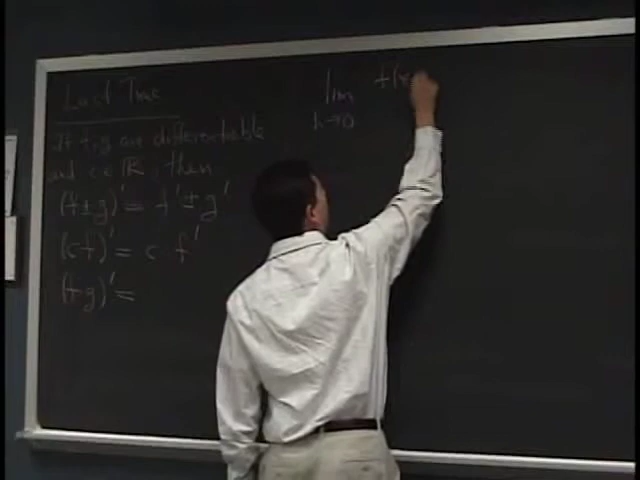 Last Time
If f, g are differentiable
and c ∈ ℝ, then
(f ± g)' = f' ± g'
(cf)' = c f'
(fg)' =
lim f(x
h→0